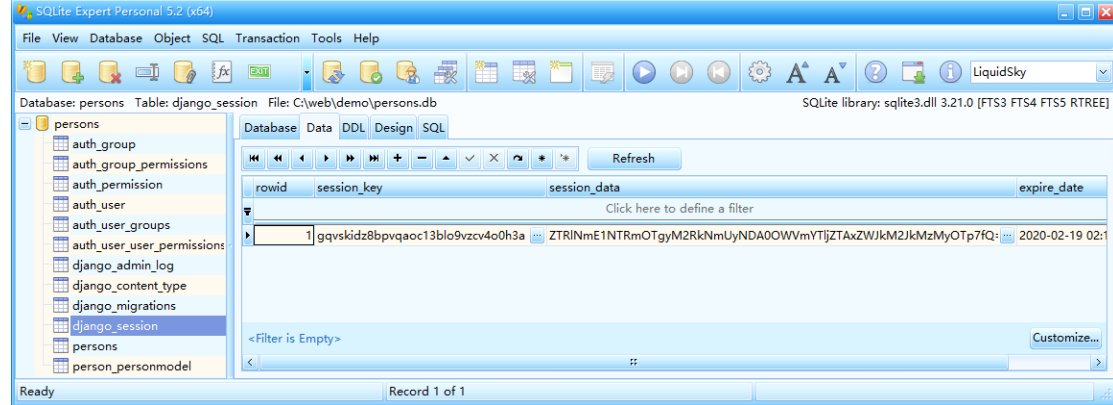 SQLite Expert Personal 5.2 (x64)
File View Database Object SQL Transaction Tools Help
fx EXIT A A LiquidSky
Database: persons Table: django_session File: C:\web\demo\persons.db SQLite library: sqlite3.dll 3.21.0 [FTS3 FTS4 FTS5 RTREE]
persons
auth_group
auth_group_permissions
auth_permission
auth_user
auth_user_groups
auth_user_user_permissions
django_admin_log
django_content_type
django_migrations
django_session
persons
person_personmodel
Database Data DDL Design SQL
Refresh
rowid session_key session_data expire_date
Click here to define a filter
1 gqvskidz8bpvqaoc13blo9vzcv4o0h3a ... ZTRlNmE1NTRmOTgyM2RkNmUyNDA0OWVmYTljZTAxZWJkM2JkMzMyOTp7fQ= ... 2020-02-19 02:1
<Filter is Empty> Customize...
Ready Record 1 of 1